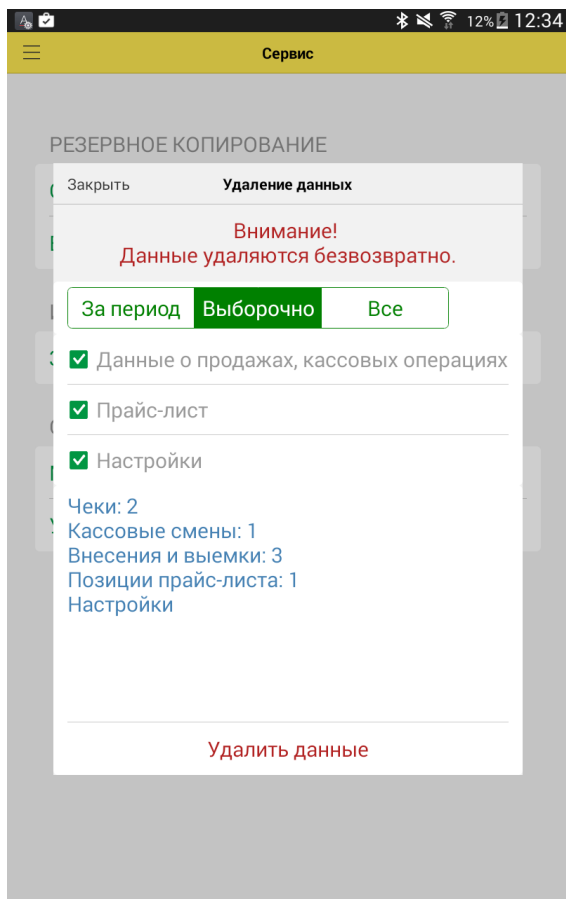 12% 12:34
Сервис
РЕЗЕРВНОЕ КОПИРОВАНИЕ
Закрыть Удаление данных
Внимание!
Данные удаляются безвозвратно.
За период Выборочно Все
Данные о продажах, кассовых операциях
Прайс-лист
Настройки
Чеки: 2
Кассовые смены: 1
Внесения и выемки: 3
Позиции прайс-листа: 1
Настройки
Удалить данные